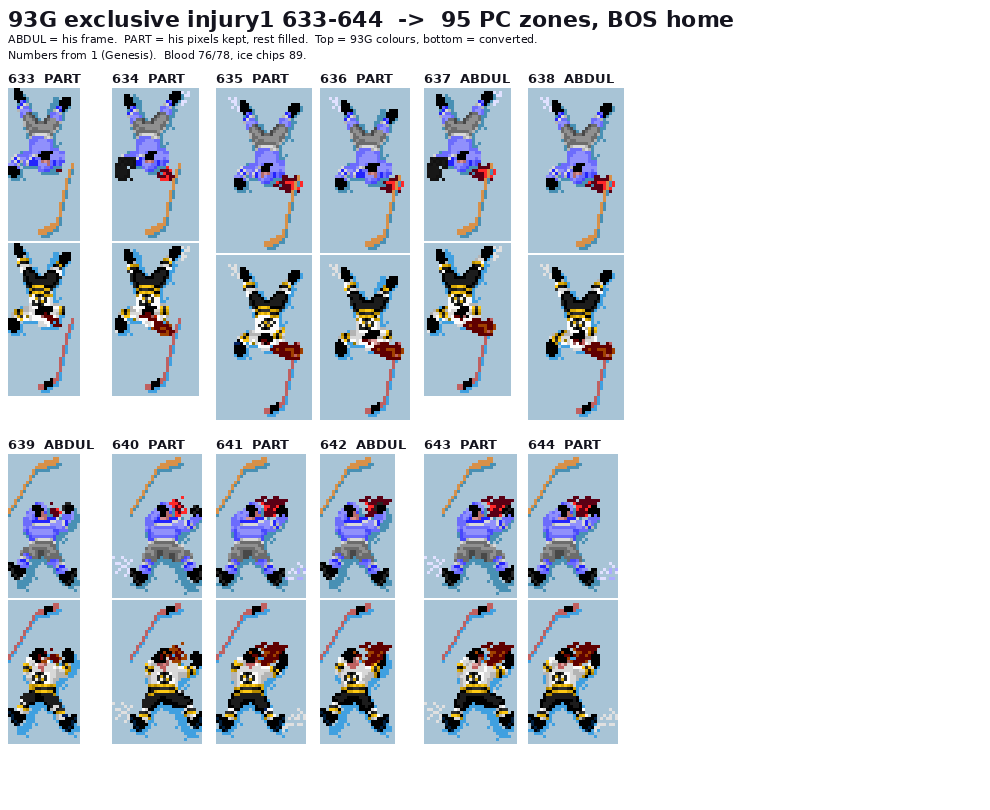 93G exclusive injury1 633-644  ->  95 PC zones, BOS home
ABDUL = his frame.  PART = his pixels kept, rest filled.  Top = 93G colours, bottom = converted.
Numbers from 1 (Genesis).  Blood 76/78, ice chips 89.
633  PART  634  PART  635  PART  636  PART  637  ABDUL  638  ABDUL
639  ABDUL  640  PART  641  PART  642  ABDUL  643  PART  644  PART